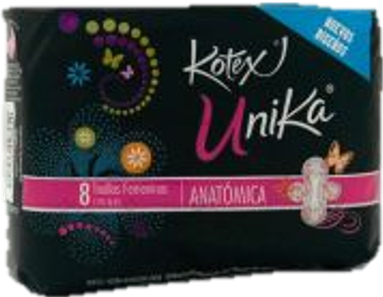 NUEVOS
DISEÑOS
Kotex®
Unika®
8 Toallas Femeninas
ANATÓMICA